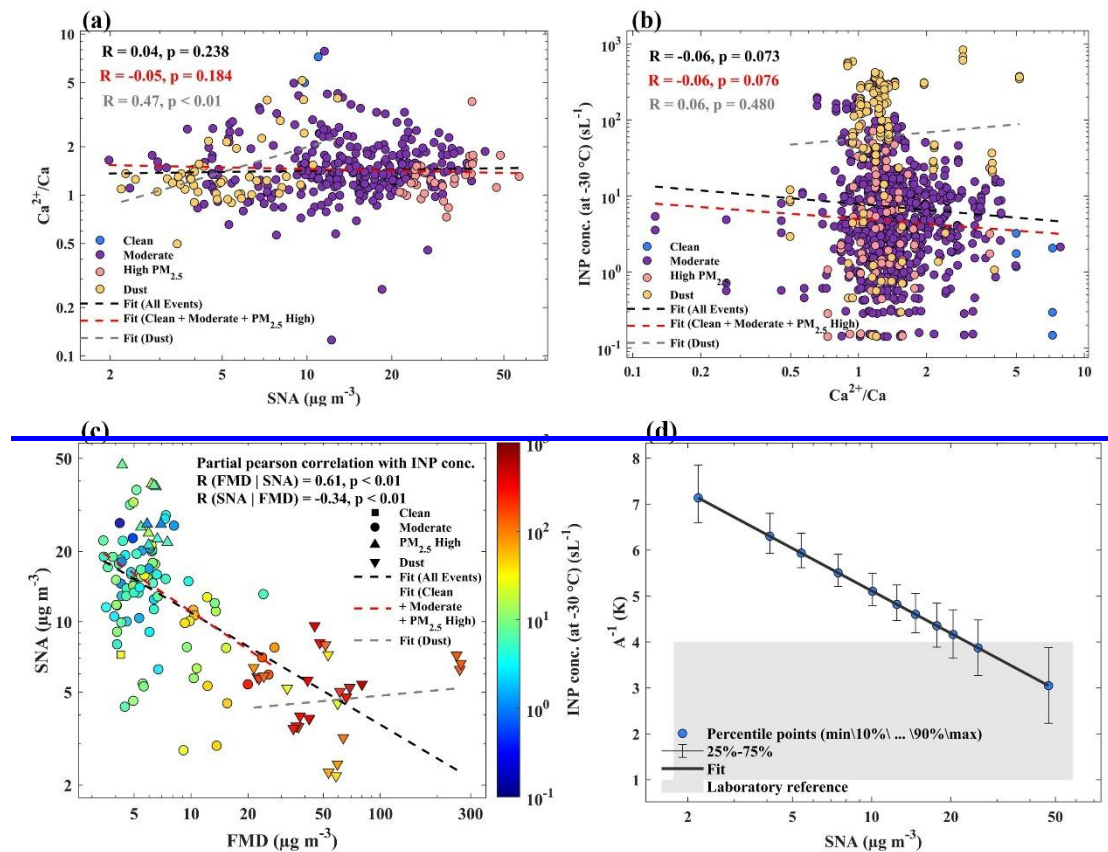 (a)
R = 0.04, p = 0.238
R = -0.05, p = 0.184
R = 0.47, p < 0.01
10
5
2
1
0.5
0.2
0.1
Ca²⁺/Ca
Clean
Moderate
High PM₂.₅
Dust
Fit (All Events)
Fit (Clean + Moderate + PM₂.₅ High)
Fit (Dust)
2
5
10
20
50
SNA (μg m⁻³)
(b)
R = -0.06, p = 0.073
R = -0.06, p = 0.076
R = 0.06, p = 0.480
10³
10²
10¹
10⁰
10⁻¹
INP conc. (at -30 °C) (sL⁻¹)
Clean
Moderate
High PM₂.₅
Dust
Fit (All Events)
Fit (Clean + Moderate + PM₂.₅ High)
Fit (Dust)
0.1
0.2
0.5
1
2
5
10
Ca²⁺/Ca
(c)
Partial pearson correlation with INP conc.
R (FMD | SNA) = 0.61, p < 0.01
R (SNA | FMD) = -0.34, p < 0.01
Clean
Moderate
PM₂.₅ High
Dust
Fit (All Events)
Fit (Clean
+ Moderate
+ PM₂.₅ High)
Fit (Dust)
50
20
10
5
2
SNA (μg m⁻³)
5
10
20
30
100
300
FMD (μg m⁻³)
10³
10²
10¹
10⁰
10⁻¹
INP conc. (at -30 °C) (sL⁻¹)
(d)
8
7
6
5
4
3
2
1
A⁻¹ (K)
Percentile points (min\10%\ ... \90%\max)
25%-75%
Fit
Laboratory reference
2
5
10
20
50
SNA (μg m⁻³)